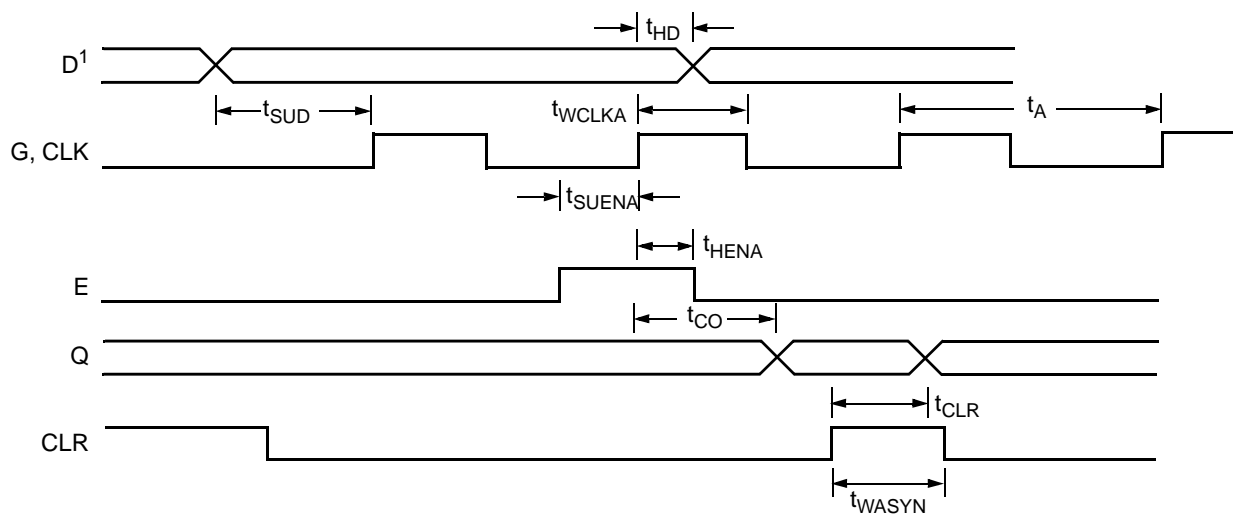 tHD
D1
tSUD
tWCLKA
tA
G, CLK
tSUENA
tHENA
E
tCO
Q
tCLR
CLR
tWASYN